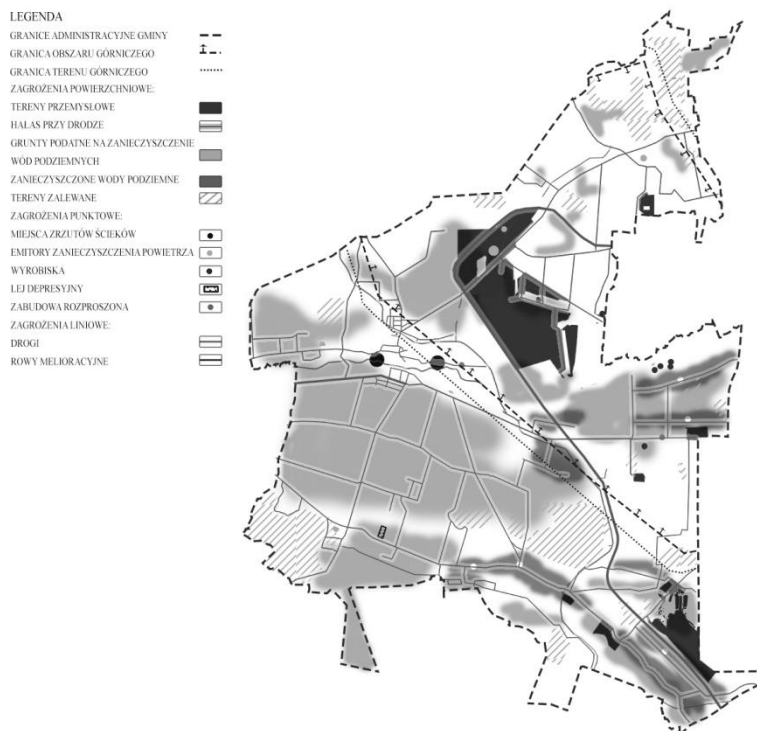 LEGENDA
GRANICE ADMINISTRACYJNE GMINY
GRANICA OBSZARU GÓRNICZEGO
GRANICA TERENU GÓRNICZEGO
ZAGROŻENIA POWIERZCHNIOWE:
TERENY PRZEMYSŁOWE
HAŁAS PRZY DRODZE
GRUNTY PODATNE NA ZANIECZYSZCZENIE
WÓD PODZIEMNYCH
ZANIECZYSZCZONE WODY PODZIEMNE
TERENY ZALEWANE
ZAGROŻENIA PUNKTOWE:
MIEJSCA ZRZUTÓW ŚCIEKÓW
EMITORY ZANIECZYSZCZENIA POWIETRZA
WYROBISKA
LEJ DEPRESYJNY
ZABUDOWA ROZPROSZONA
ZAGROŻENIA LINIOWE:
DROGI
ROWY MELIORACYJNE